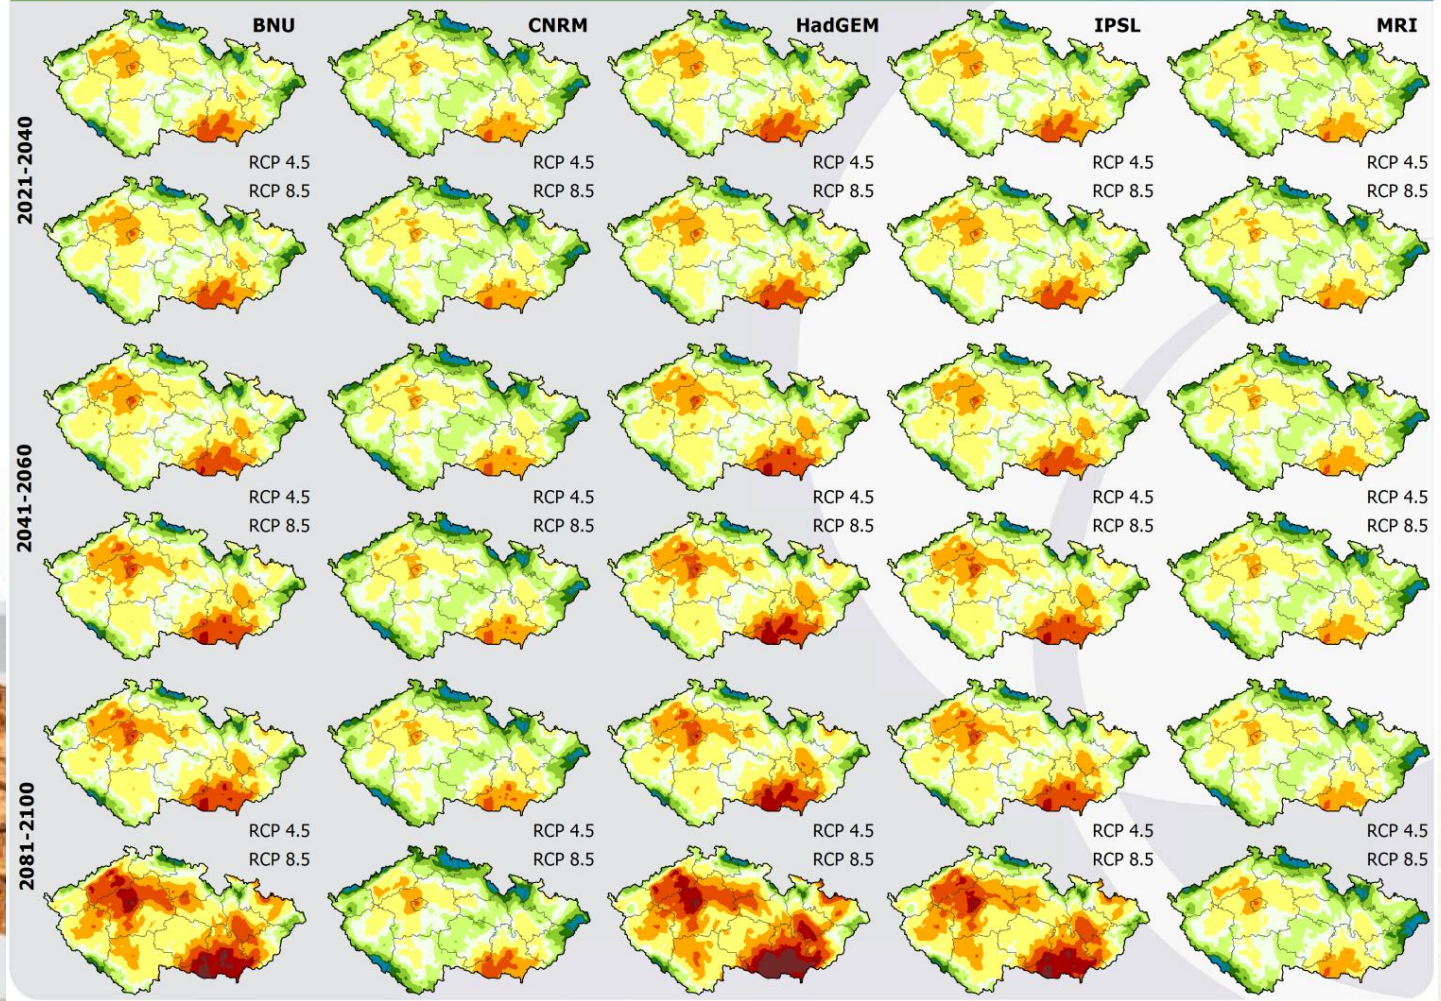 BNU CNRM HadGEM IPSL MRI
2021-2040
RCP 4.5 RCP 4.5 RCP 4.5 RCP 4.5 RCP 4.5
RCP 8.5 RCP 8.5 RCP 8.5 RCP 8.5 RCP 8.5
2041-2060
RCP 4.5 RCP 4.5 RCP 4.5 RCP 4.5 RCP 4.5
RCP 8.5 RCP 8.5 RCP 8.5 RCP 8.5 RCP 8.5
2081-2100
RCP 4.5 RCP 4.5 RCP 4.5 RCP 4.5 RCP 4.5
RCP 8.5 RCP 8.5 RCP 8.5 RCP 8.5 RCP 8.5